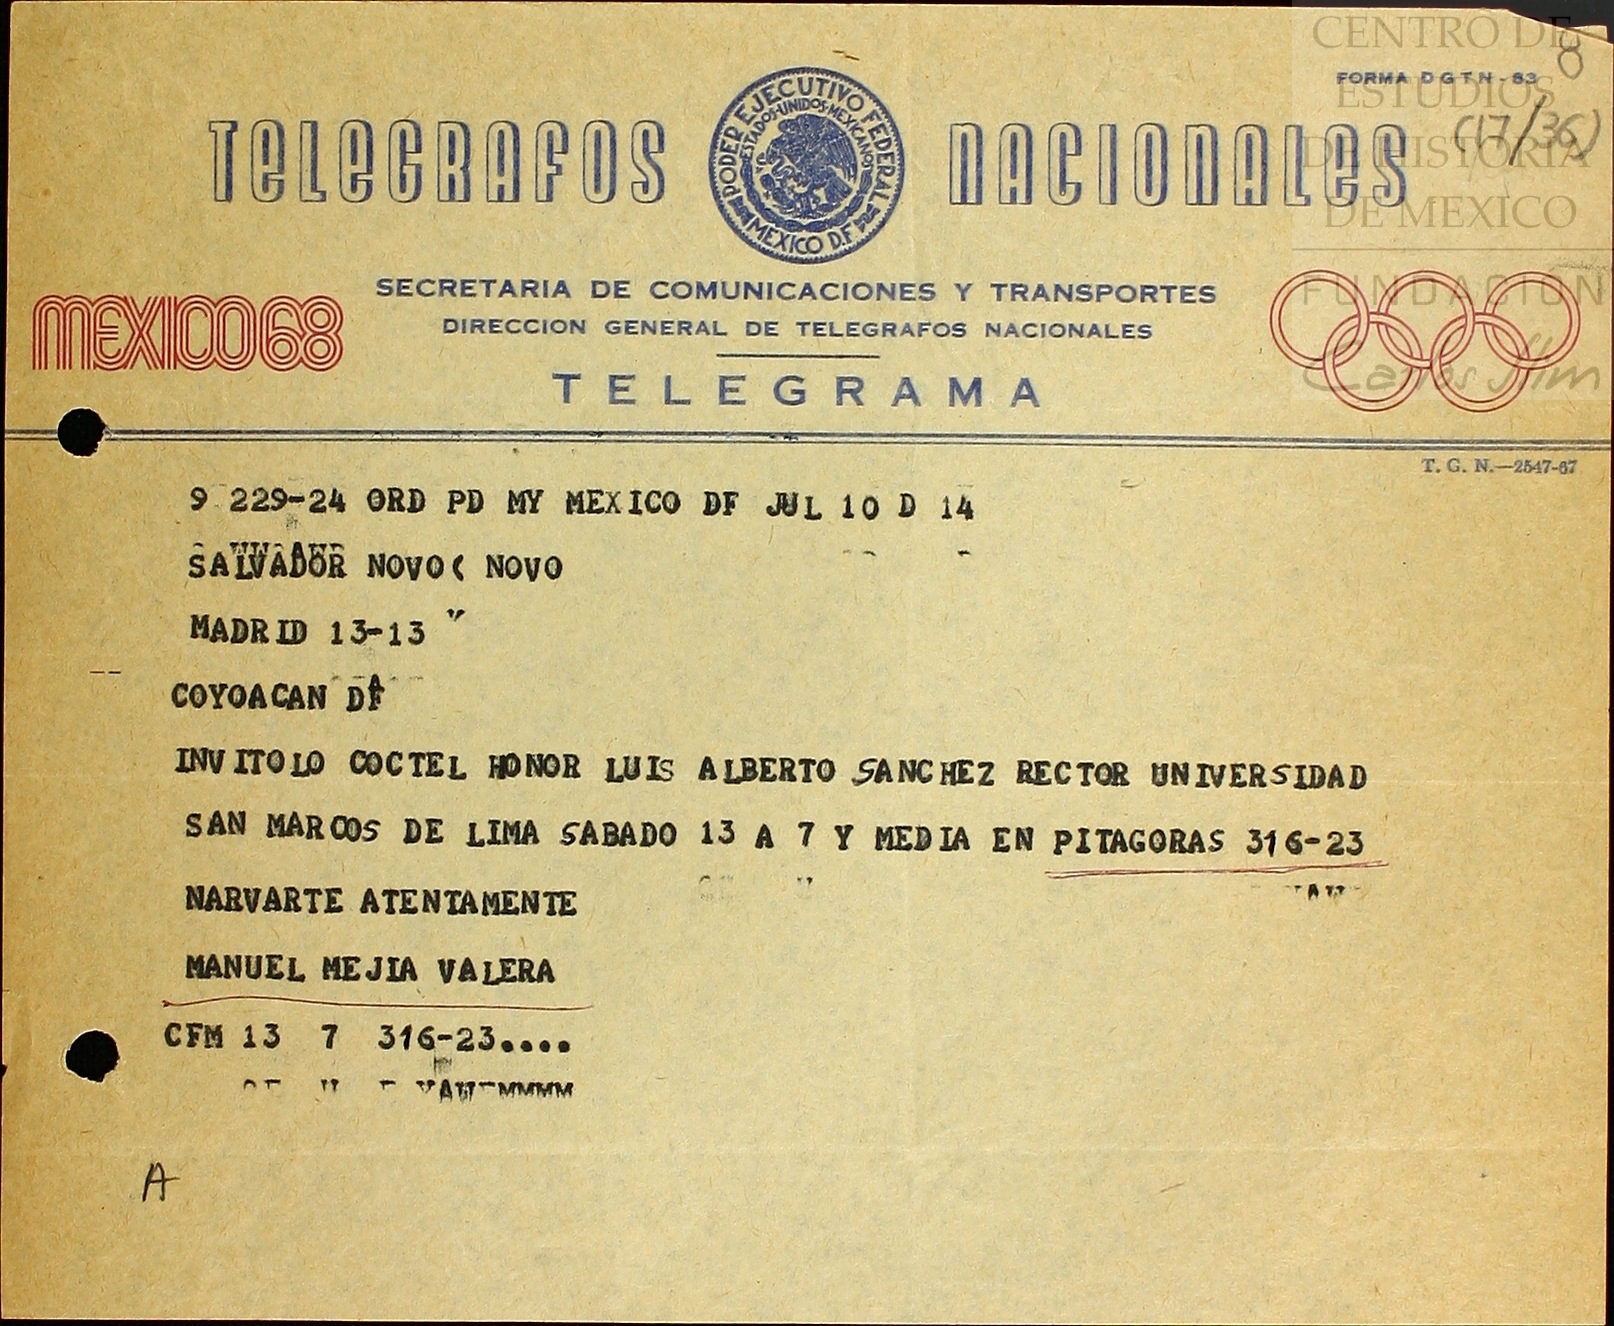 CENTRO DE
ESTUDIOS
DE HISTORIA
DE MEXICO
FUNDACION
Carlos Slim
8
FORMA D G T N - 63
(17/36)
TELEGRAFOS NACIONALES
PODER EJECUTIVO FEDERAL
ESTADOS UNIDOS MEXICANOS
MEXICO D.F
SECRETARIA DE COMUNICACIONES Y TRANSPORTES
MEXICO68
DIRECCION GENERAL DE TELEGRAFOS NACIONALES
TELEGRAMA
T. G. N.—2547-67
9 229-24 ORD PD MY MEXICO DF JUL 10 D 14
SALVADOR NOVO( NOVO
MADRID 13-13
COYOACAN DF
INVITOLO COCTEL HONOR LUIS ALBERTO SANCHEZ RECTOR UNIVERSIDAD
SAN MARCOS DE LIMA SABADO 13 A 7 Y MEDIA EN PITAGORAS 316-23
NARVARTE ATENTAMENTE
MANUEL MEJIA VALERA
CFM 13 7 316-23....
A